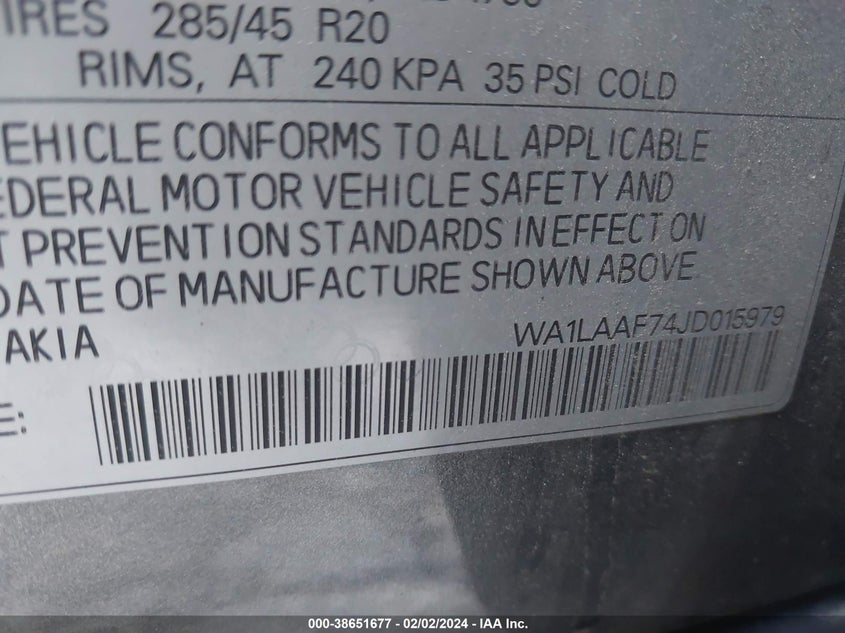 IRES 285/45 R20
RIMS, AT 240 KPA 35 PSI COLD
EHICLE CONFORMS TO ALL APPLICABLE
EDERAL MOTOR VEHICLE SAFETY AND
T PREVENTION STANDARDS IN EFFECT ON
DATE OF MANUFACTURE SHOWN ABOVE
AKIA
WA1LAAF74JD015979
E:
000-38651677 - 02/02/2024 - IAA Inc.